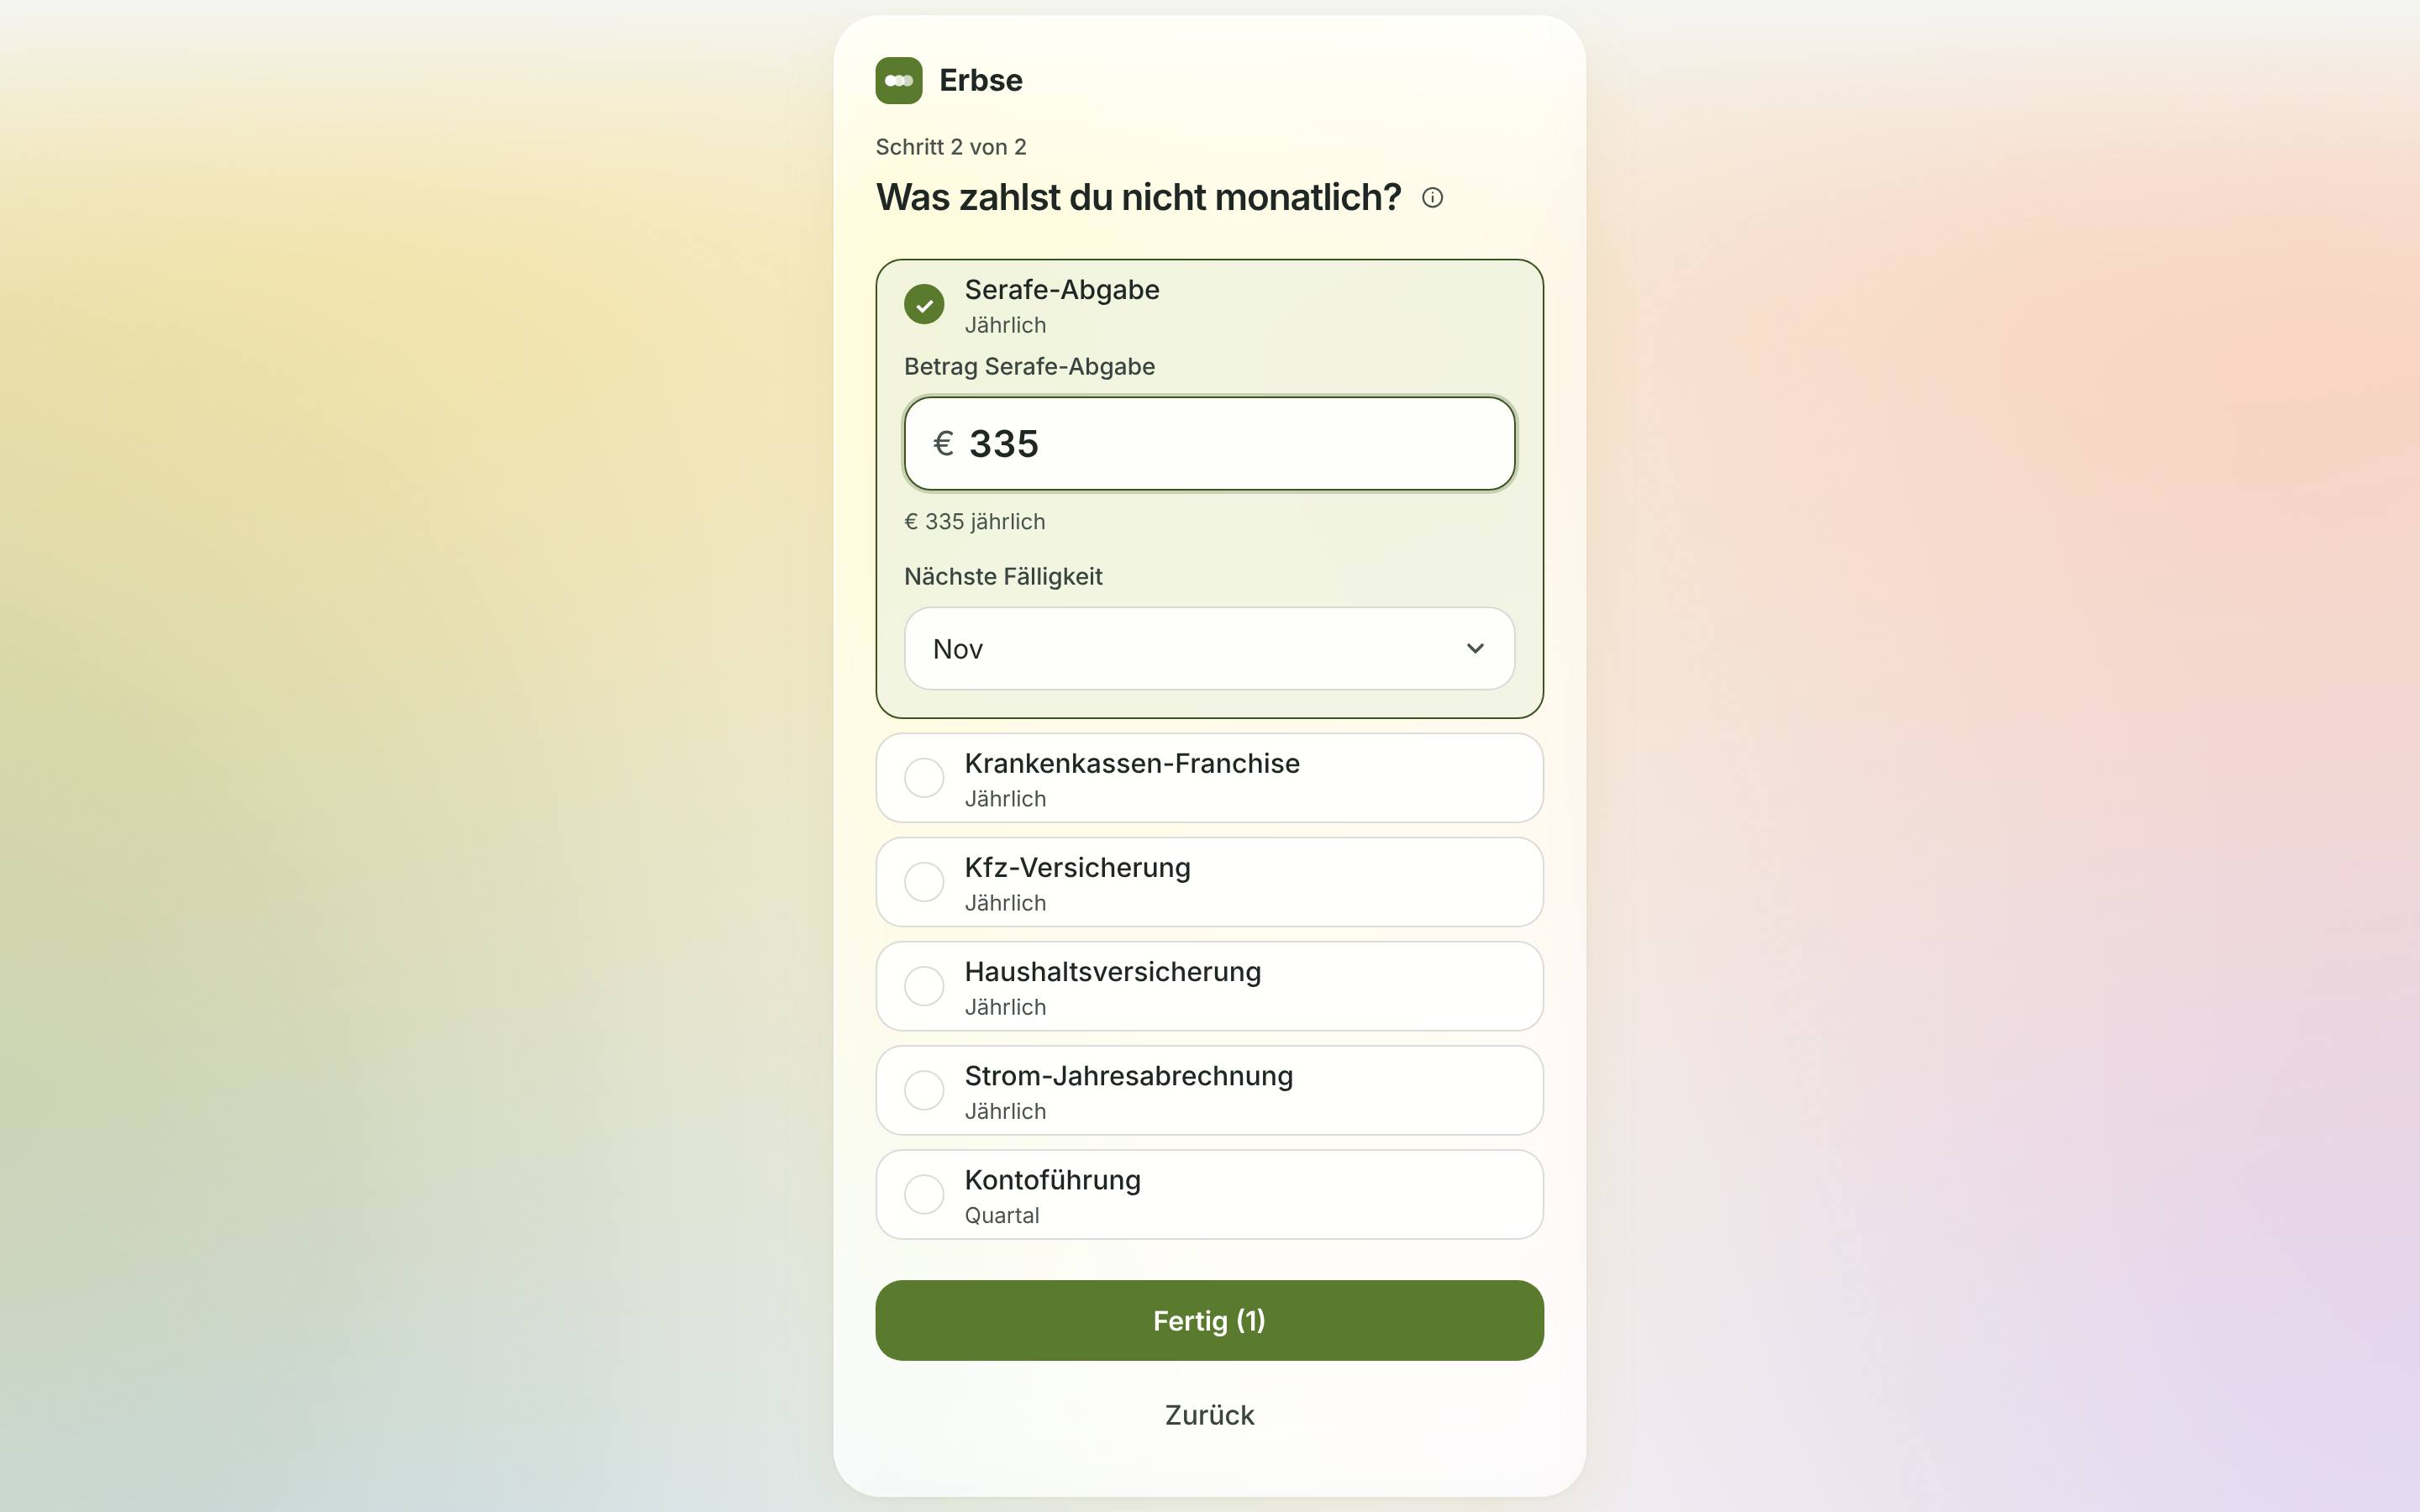 Erbse
Schritt 2 von 2
Was zahlst du nicht monatlich?
Serafe-Abgabe
Jährlich
Betrag Serafe-Abgabe
€ 335
€ 335 jährlich
Nächste Fälligkeit
Nov
Krankenkassen-Franchise
Jährlich
Kfz-Versicherung
Jährlich
Haushaltsversicherung
Jährlich
Strom-Jahresabrechnung
Jährlich
Kontoführung
Quartal
Fertig (1)
Zurück